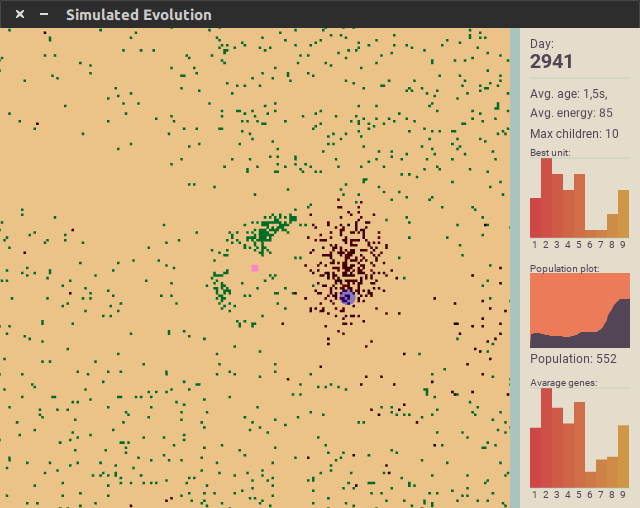 Simulated Evolution
Day:
2941
Avg. age: 1,5s,
Avg. energy: 85
Max children: 10
Best unit:
1 2 3 4 5 6 7 8 9
Population plot:
Population: 552
Avarage genes:
1 2 3 4 5 6 7 8 9